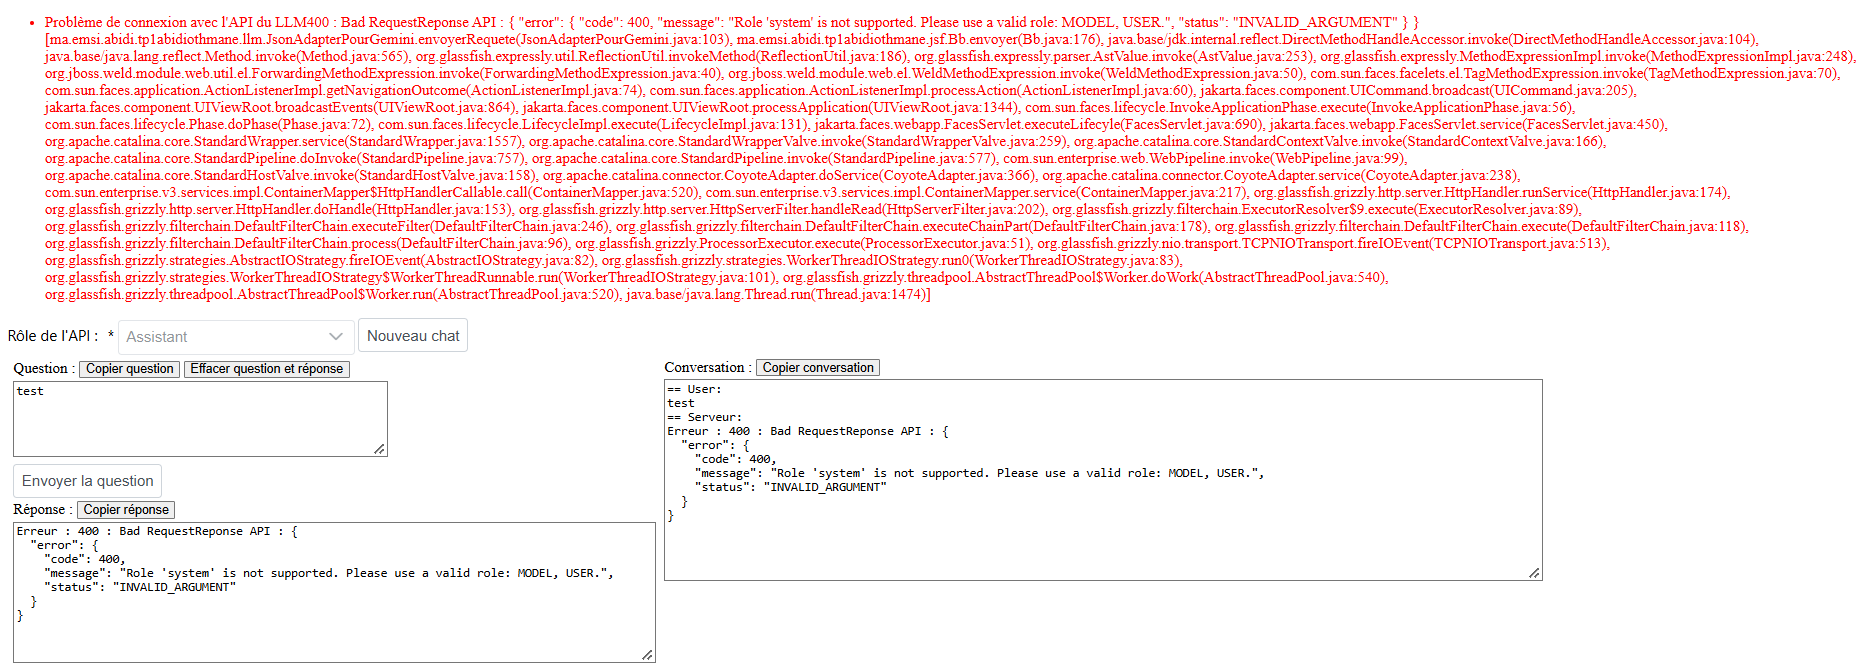 Problème de connexion avec l'API du LLM400 : Bad RequestReponse API : { "error": { "code": 400, "message": "Role 'system' is not supported. Please use a valid role: MODEL, USER.", "status": "INVALID_ARGUMENT" } }
[ma.emsi.abidi.tp1abidiothmane.llm.JsonAdapterPourGemini.envoyerRequete(JsonAdapterPourGemini.java:103), ma.emsi.abidi.tp1abidiothmane.jsf.Bb.envoyer(Bb.java:176), java.base/jdk.internal.reflect.DirectMethodHandleAccessor.invoke(DirectMethodHandleAccessor.java:104),
java.base/java.lang.reflect.Method.invoke(Method.java:565), org.glassfish.expressly.util.ReflectionUtil.invokeMethod(ReflectionUtil.java:186), org.glassfish.expressly.parser.AstValue.invoke(AstValue.java:253), org.glassfish.expressly.MethodExpressionImpl.invoke(MethodExpressionImpl.java:248),
org.jboss.weld.module.web.util.el.ForwardingMethodExpression.invoke(ForwardingMethodExpression.java:40), org.jboss.weld.module.web.el.WeldMethodExpression.invoke(WeldMethodExpression.java:50), com.sun.faces.facelets.el.TagMethodExpression.invoke(TagMethodExpression.java:70),
com.sun.faces.application.ActionListenerImpl.getNavigationOutcome(ActionListenerImpl.java:74), com.sun.faces.application.ActionListenerImpl.processAction(ActionListenerImpl.java:60), jakarta.faces.component.UICommand.broadcast(UICommand.java:205),
jakarta.faces.component.UIViewRoot.broadcastEvents(UIViewRoot.java:864), jakarta.faces.component.UIViewRoot.processApplication(UIViewRoot.java:1344), com.sun.faces.lifecycle.InvokeApplicationPhase.execute(InvokeApplicationPhase.java:56),
com.sun.faces.lifecycle.Phase.doPhase(Phase.java:72), com.sun.faces.lifecycle.LifecycleImpl.execute(LifecycleImpl.java:131), jakarta.faces.webapp.FacesServlet.executeLifecyle(FacesServlet.java:690), jakarta.faces.webapp.FacesServlet.service(FacesServlet.java:450),
org.apache.catalina.core.StandardWrapper.service(StandardWrapper.java:1557), org.apache.catalina.core.StandardWrapperValve.invoke(StandardWrapperValve.java:259), org.apache.catalina.core.StandardContextValve.invoke(StandardContextValve.java:166),
org.apache.catalina.core.StandardPipeline.doInvoke(StandardPipeline.java:757), org.apache.catalina.core.StandardPipeline.invoke(StandardPipeline.java:577), com.sun.enterprise.web.WebPipeline.invoke(WebPipeline.java:99),
org.apache.catalina.core.StandardHostValve.invoke(StandardHostValve.java:158), org.apache.catalina.connector.CoyoteAdapter.doService(CoyoteAdapter.java:366), org.apache.catalina.connector.CoyoteAdapter.service(CoyoteAdapter.java:238),
com.sun.enterprise.v3.services.impl.ContainerMapper$HttpHandlerCallable.call(ContainerMapper.java:520), com.sun.enterprise.v3.services.impl.ContainerMapper.service(ContainerMapper.java:217), org.glassfish.grizzly.http.server.HttpHandler.runService(HttpHandler.java:174),
org.glassfish.grizzly.http.server.HttpHandler.doHandle(HttpHandler.java:153), org.glassfish.grizzly.http.server.HttpServerFilter.handleRead(HttpServerFilter.java:202), org.glassfish.grizzly.filterchain.ExecutorResolver$9.execute(ExecutorResolver.java:89),
org.glassfish.grizzly.filterchain.DefaultFilterChain.executeFilter(DefaultFilterChain.java:246), org.glassfish.grizzly.filterchain.DefaultFilterChain.executeChainPart(DefaultFilterChain.java:178), org.glassfish.grizzly.filterchain.DefaultFilterChain.execute(DefaultFilterChain.java:118),
org.glassfish.grizzly.filterchain.DefaultFilterChain.process(DefaultFilterChain.java:96), org.glassfish.grizzly.ProcessorExecutor.execute(ProcessorExecutor.java:51), org.glassfish.grizzly.nio.transport.TCPNIOTransport.fireIOEvent(TCPNIOTransport.java:513),
org.glassfish.grizzly.strategies.AbstractIOStrategy.fireIOEvent(AbstractIOStrategy.java:82), org.glassfish.grizzly.strategies.WorkerThreadIOStrategy.run0(WorkerThreadIOStrategy.java:83),
org.glassfish.grizzly.strategies.WorkerThreadIOStrategy$WorkerThreadRunnable.run(WorkerThreadIOStrategy.java:101), org.glassfish.grizzly.threadpool.AbstractThreadPool$Worker.doWork(AbstractThreadPool.java:540),
org.glassfish.grizzly.threadpool.AbstractThreadPool$Worker.run(AbstractThreadPool.java:520), java.base/java.lang.Thread.run(Thread.java:1474)]
Rôle de l'API : * Assistant Nouveau chat
Question : Copier question Effacer question et réponse
test
Envoyer la question
Réponse : Copier réponse
Erreur : 400 : Bad RequestReponse API : {
"error": {
"code": 400,
"message": "Role 'system' is not supported. Please use a valid role: MODEL, USER.",
"status": "INVALID_ARGUMENT"
}
}
Conversation : Copier conversation
== User:
test
== Serveur:
Erreur : 400 : Bad RequestReponse API : {
"error": {
"code": 400,
"message": "Role 'system' is not supported. Please use a valid role: MODEL, USER.",
"status": "INVALID_ARGUMENT"
}
}